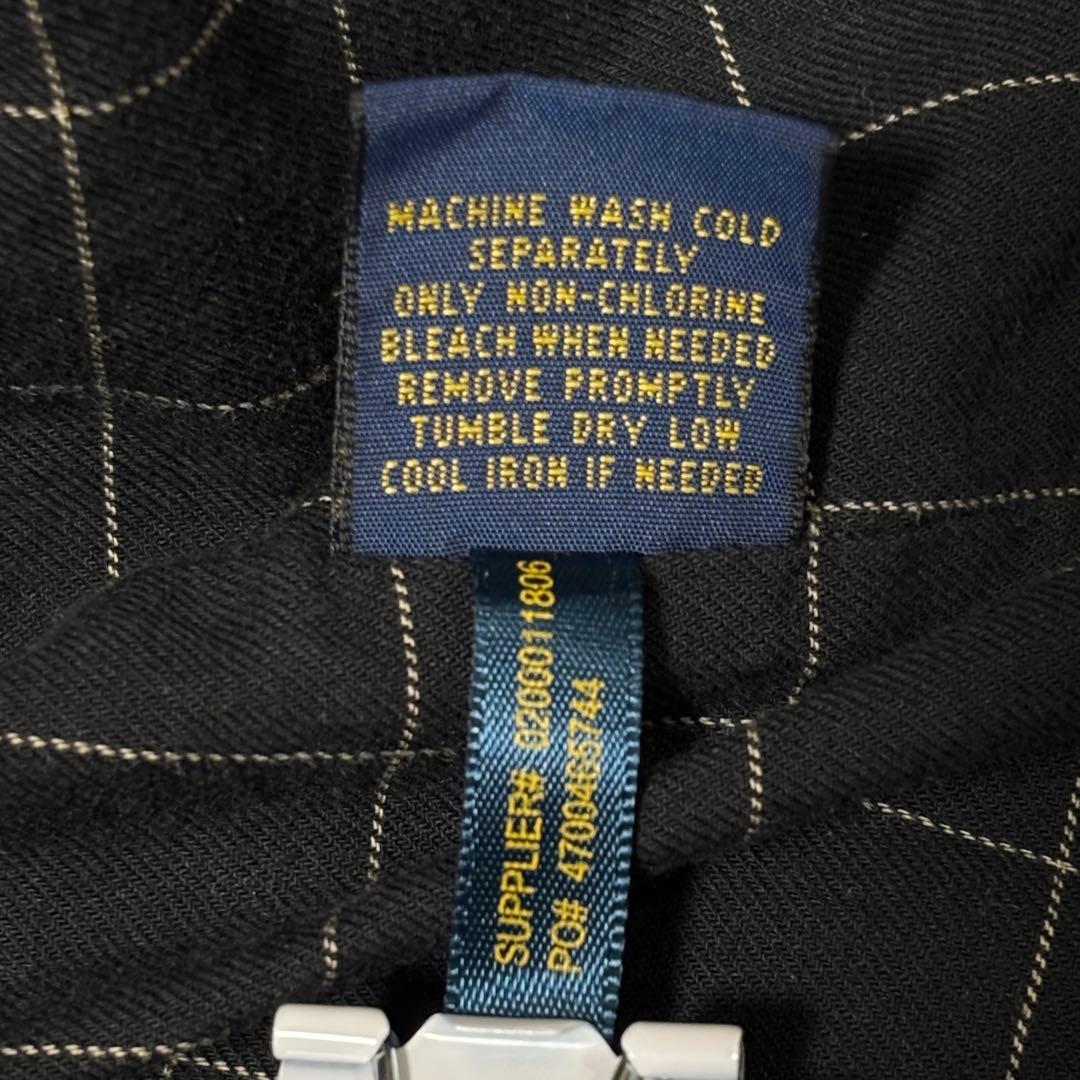 MACHINE WASH COLD
SEPARATELY
ONLY NON-CHLORINE
BLEACH WHEN NEEDED
REMOVE PROMPTLY
TUMBLE DRY LOW
COOL IRON IF NEEDED
SUPPLIER# 0200011806
PO# 4700465744